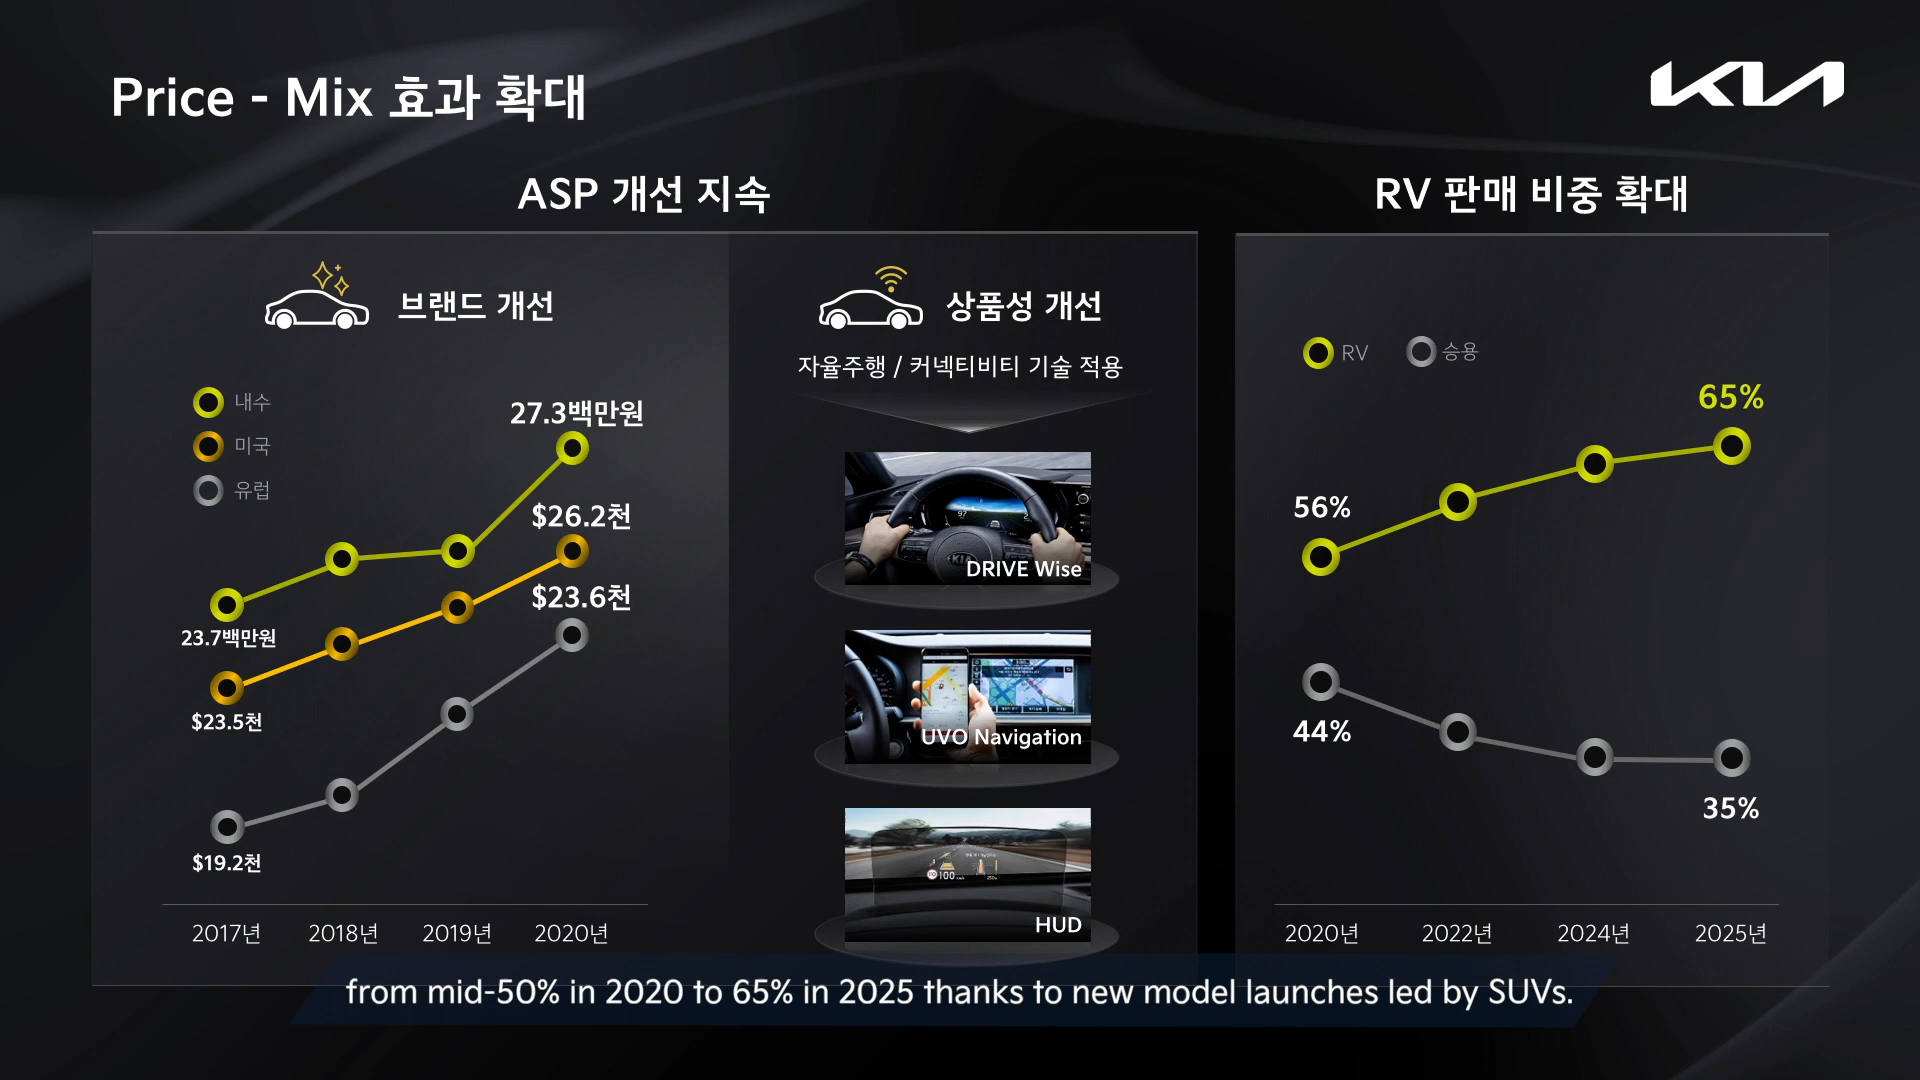 Price - Mix 효과 확대
KIA
ASP 개선 지속
브랜드 개선
내수
미국
유럽
27.3백만원
$26.2천
$23.6천
23.7백만원
$23.5천
$19.2천
2017년 2018년 2019년 2020년
상품성 개선
자율주행 / 커넥티비티 기술 적용
97
KIA
DRIVE Wise
UVO Navigation
100
HUD
RV 판매 비중 확대
RV 승용
65%
56%
44%
35%
2020년 2022년 2024년 2025년
from mid-50% in 2020 to 65% in 2025 thanks to new model launches led by SUVs.